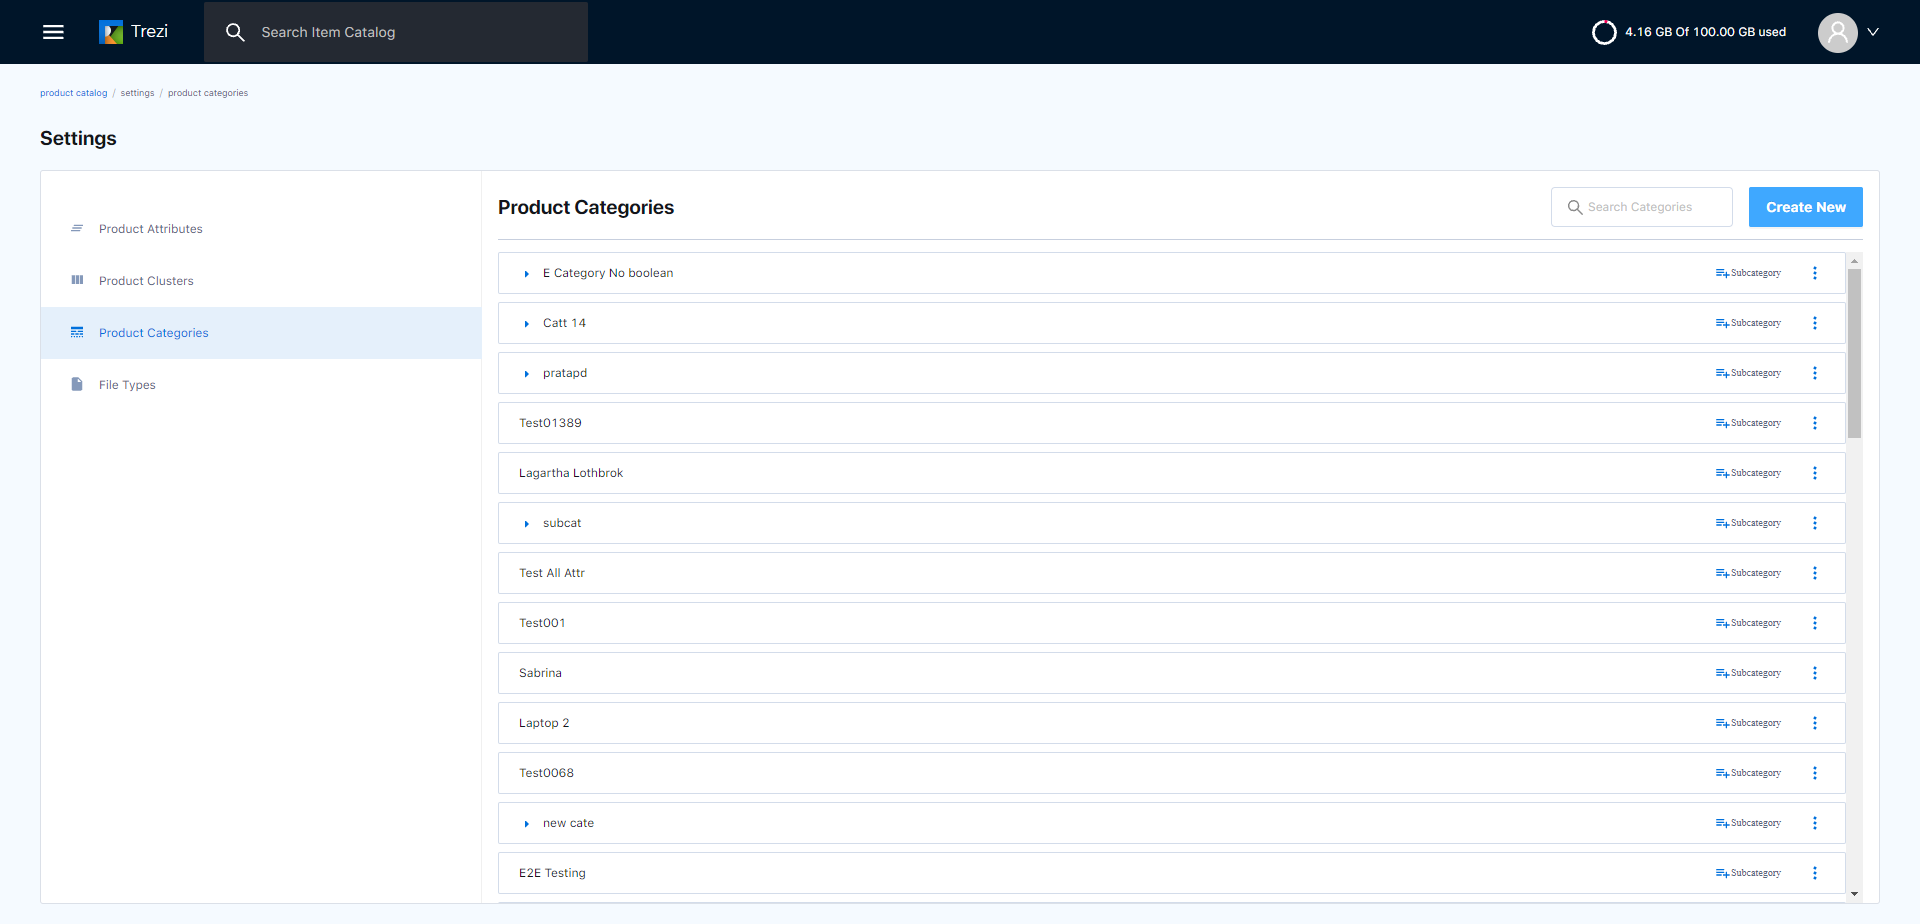 Trezi
Search Item Catalog
4.16 GB Of 100.00 GB used
product catalog / settings / product categories
Settings
Product Attributes
Product Clusters
Product Categories
File Types
Product Categories
Search Categories
Create New
E Category No boolean
Subcategory
Catt 14
Subcategory
pratapd
Subcategory
Test01389
Subcategory
Lagartha Lothbrok
Subcategory
subcat
Subcategory
Test All Attr
Subcategory
Test001
Subcategory
Sabrina
Subcategory
Laptop 2
Subcategory
Test0068
Subcategory
new cate
Subcategory
E2E Testing
Subcategory